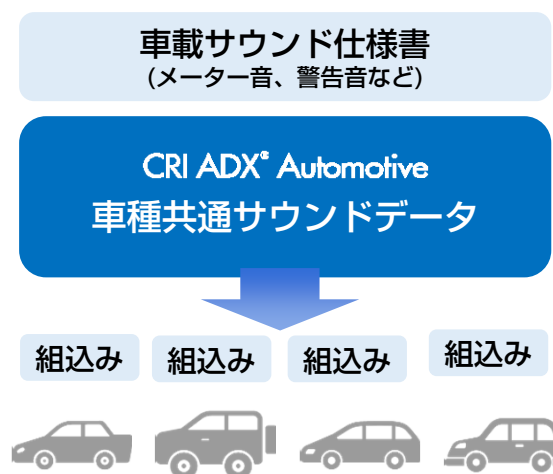 車載サウンド仕様書
(メーター音、警告音など)
CRI ADX® Automotive
車種共通サウンドデータ
組込み 組込み 組込み 組込み